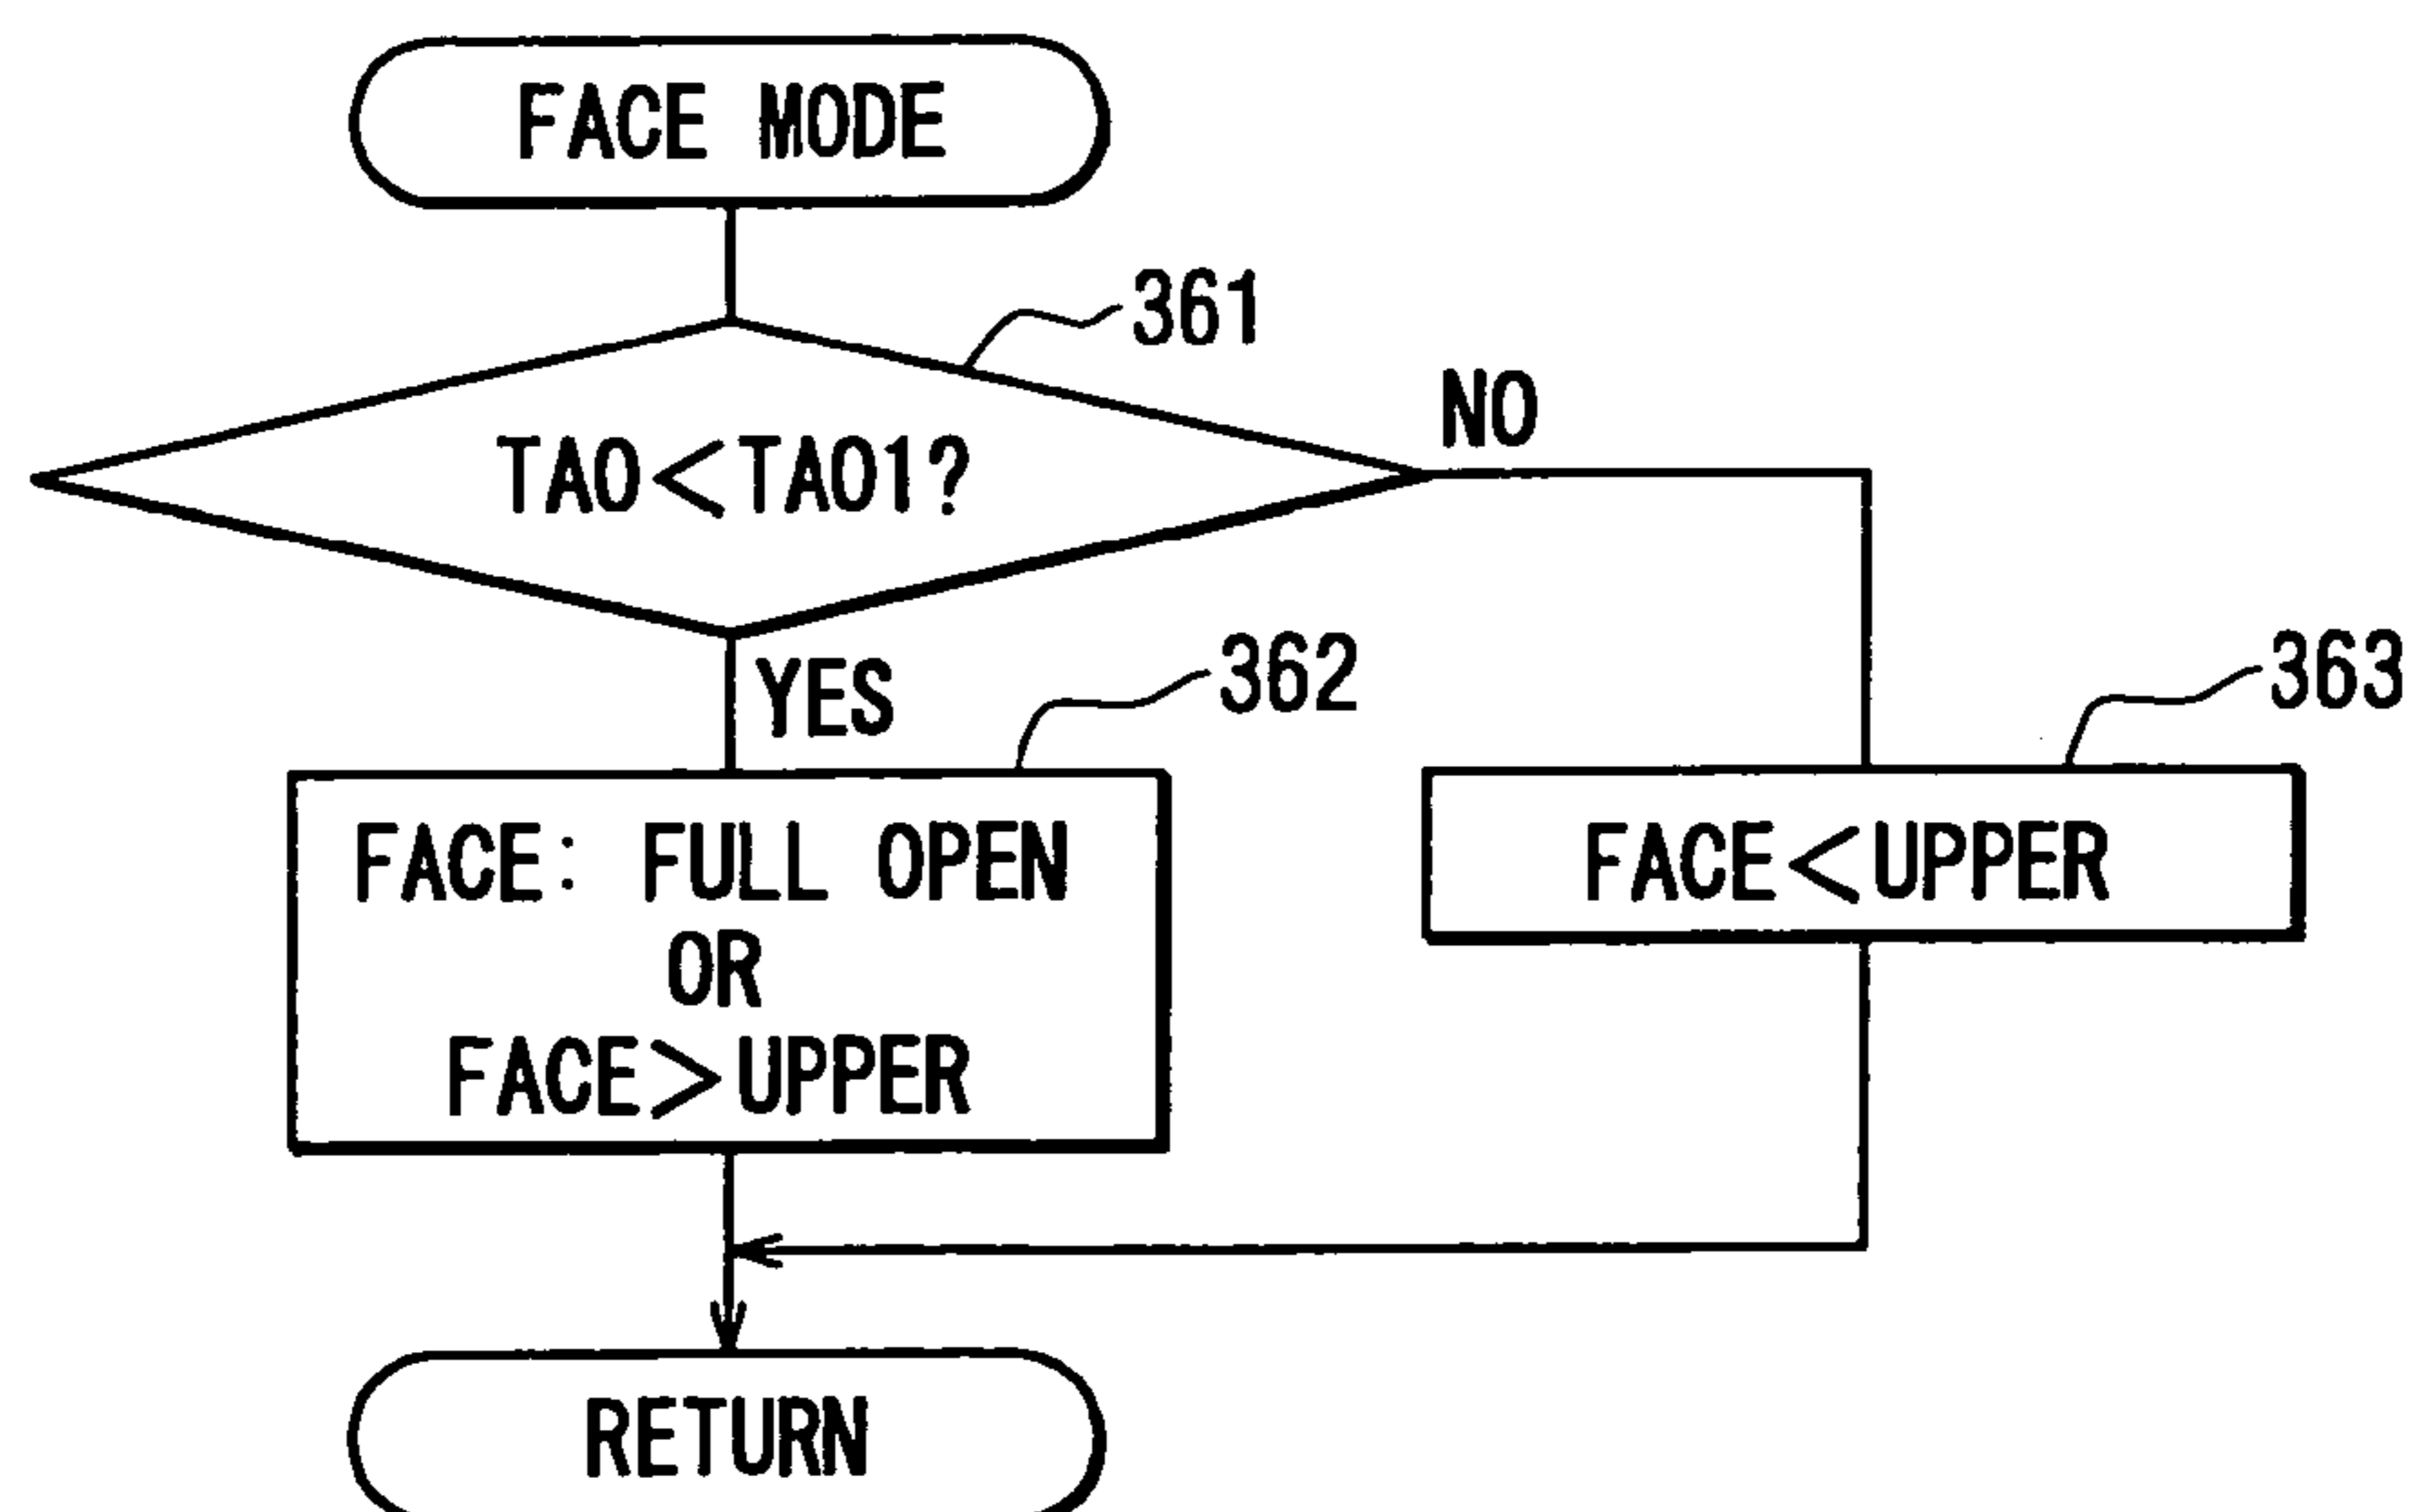 FACE MODE
361
NO
TAO<TAO1?
YES
362
363
FACE: FULL OPEN
OR
FACE>UPPER
FACE<UPPER
RETURN